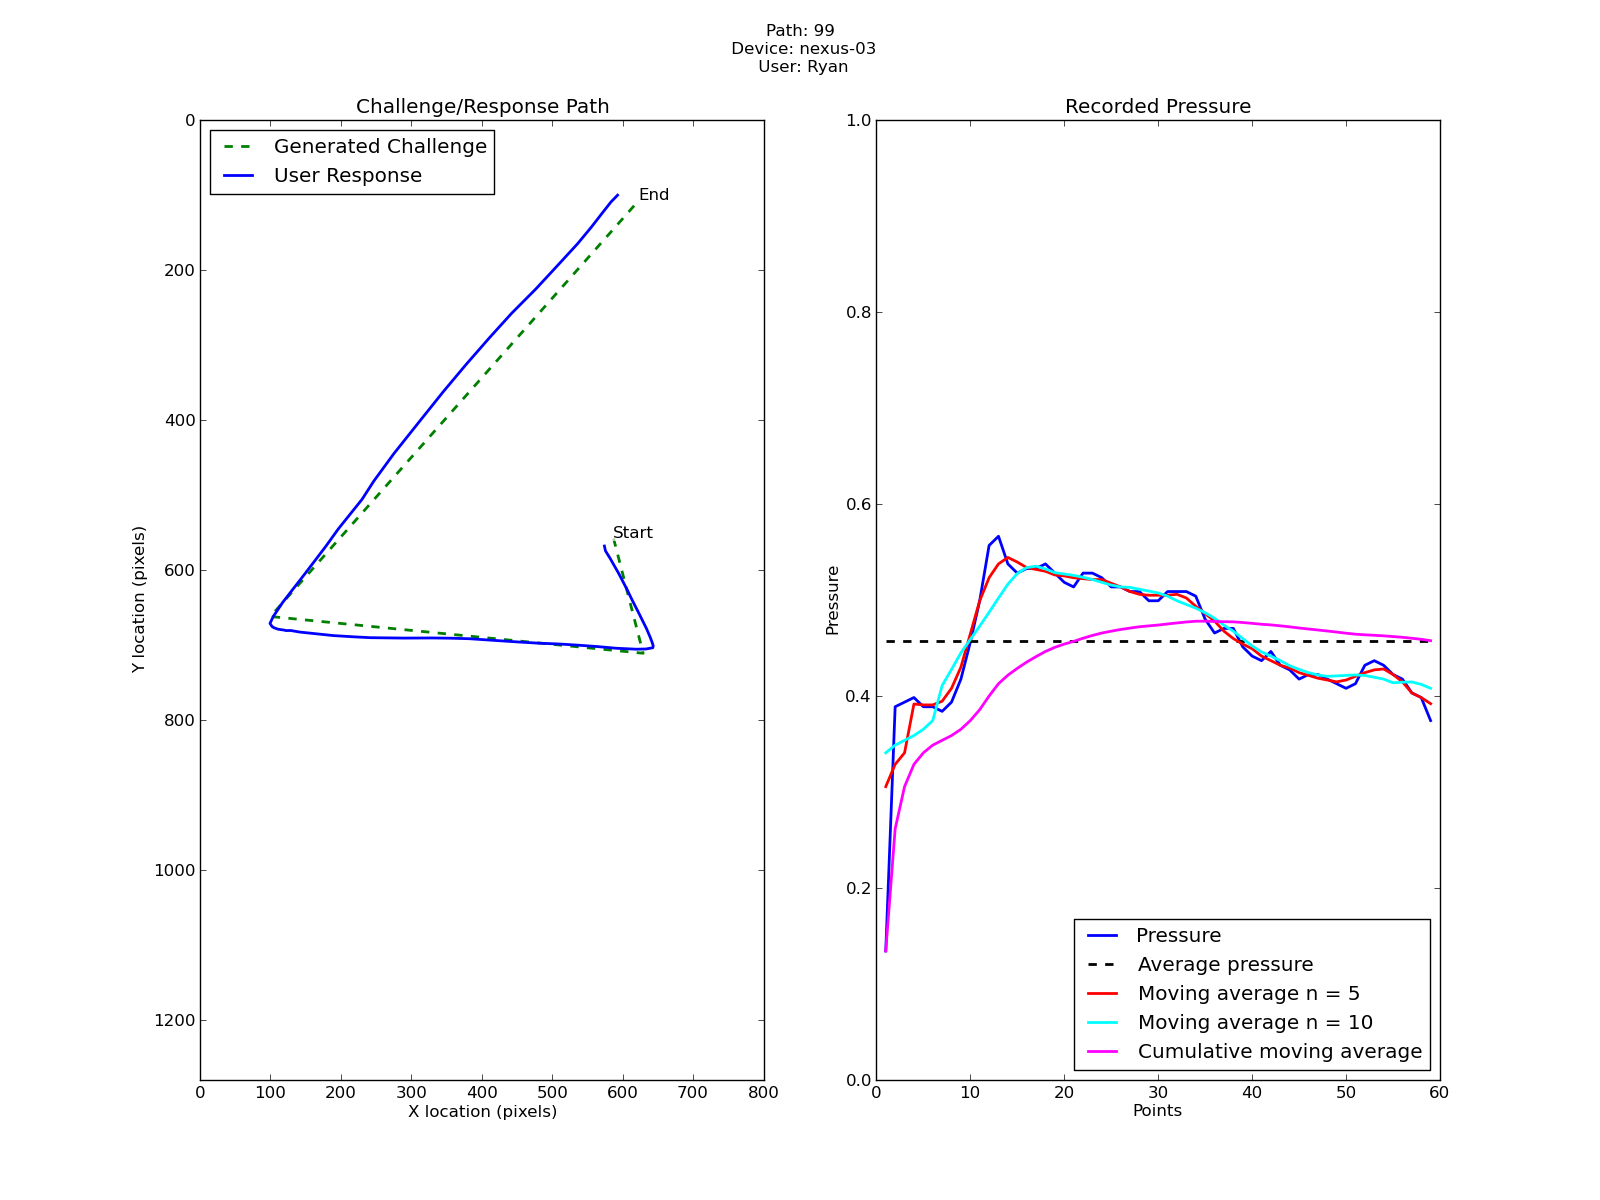 Path: 99
Device: nexus-03
User: Ryan
Challenge/Response Path
Generated Challenge
User Response
End
Start
0
200
400
600
800
1000
1200
Y location (pixels)
0 100 200 300 400 500 600 700 800
X location (pixels)
Recorded Pressure
1.0
0.8
0.6
0.4
0.2
0.0
Pressure
Pressure
Average pressure
Moving average n = 5
Moving average n = 10
Cumulative moving average
0 10 20 30 40 50 60
Points